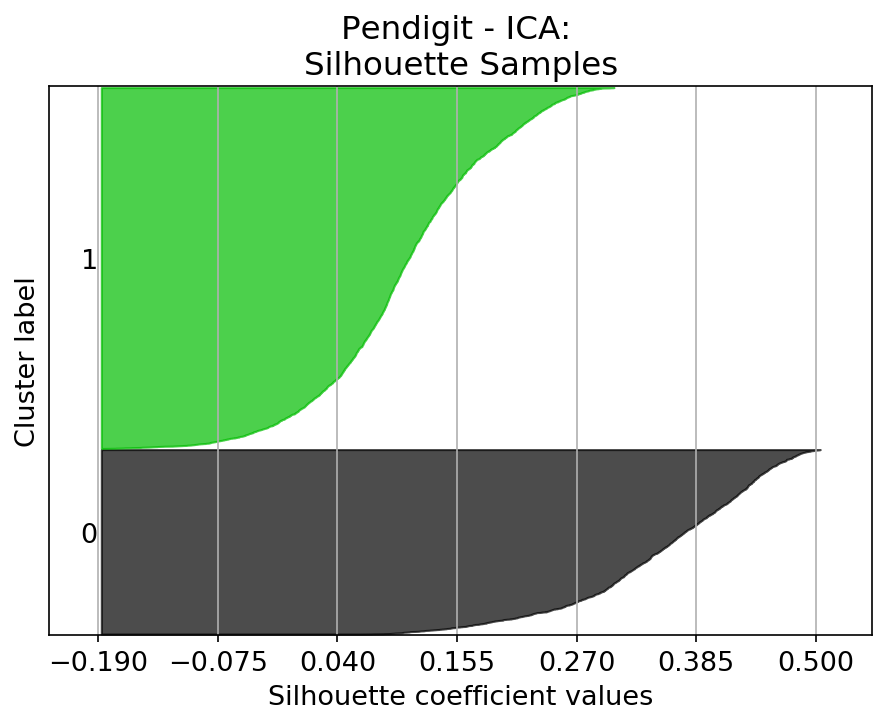 Pendigit - ICA:
Silhouette Samples
Cluster label
1
0
−0.190 −0.075 0.040 0.155 0.270 0.385 0.500
Silhouette coefficient values